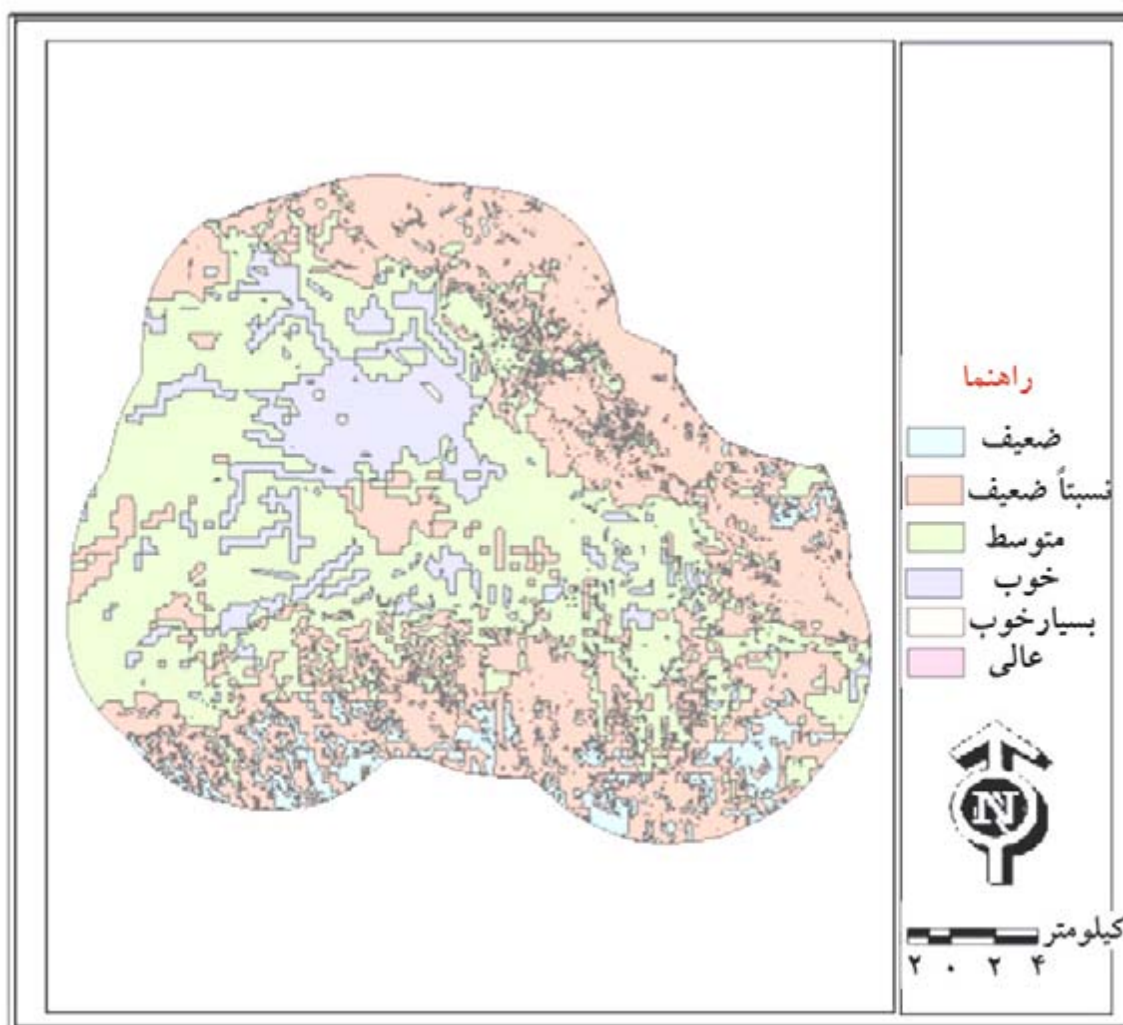 راهنما
ضعیف
نسبتاً ضعیف
متوسط
خوب
بسیارخوب
عالی
N
کیلومتر
۲ ۰ ۲ ۴